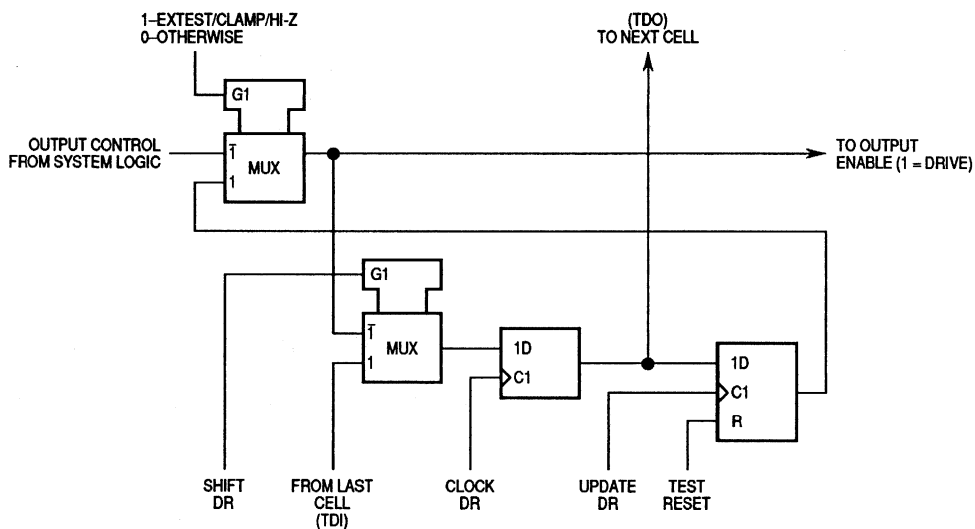 1–EXTEST/CLAMP/HI-Z
0–OTHERWISE
(TDO)
TO NEXT CELL
G1
OUTPUT CONTROL
FROM SYSTEM LOGIC
1̅
MUX
1
TO OUTPUT
ENABLE (1 = DRIVE)
G1
1̅
MUX
1
1D
C1
1D
C1
R
SHIFT
DR
FROM LAST
CELL
(TDI)
CLOCK
DR
UPDATE
DR
TEST
RESET